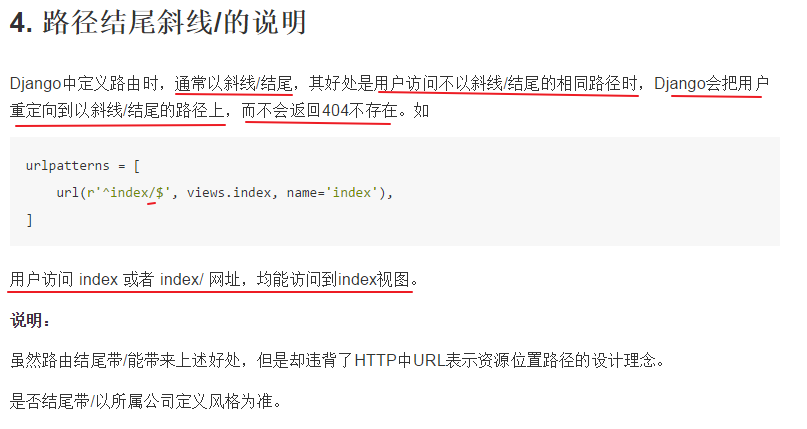 4. 路径结尾斜线/的说明
Django中定义路由时，通常以斜线/结尾，其好处是用户访问不以斜线/结尾的相同路径时，Django会把用户
重定向到以斜线/结尾的路径上，而不会返回404不存在。如
urlpatterns = [
    url(r'^index/$', views.index, name='index'),
]
用户访问 index 或者 index/ 网址，均能访问到index视图。
说明：
虽然路由结尾带/能带来上述好处，但是却违背了HTTP中URL表示资源位置路径的设计理念。
是否结尾带/以所属公司定义风格为准。